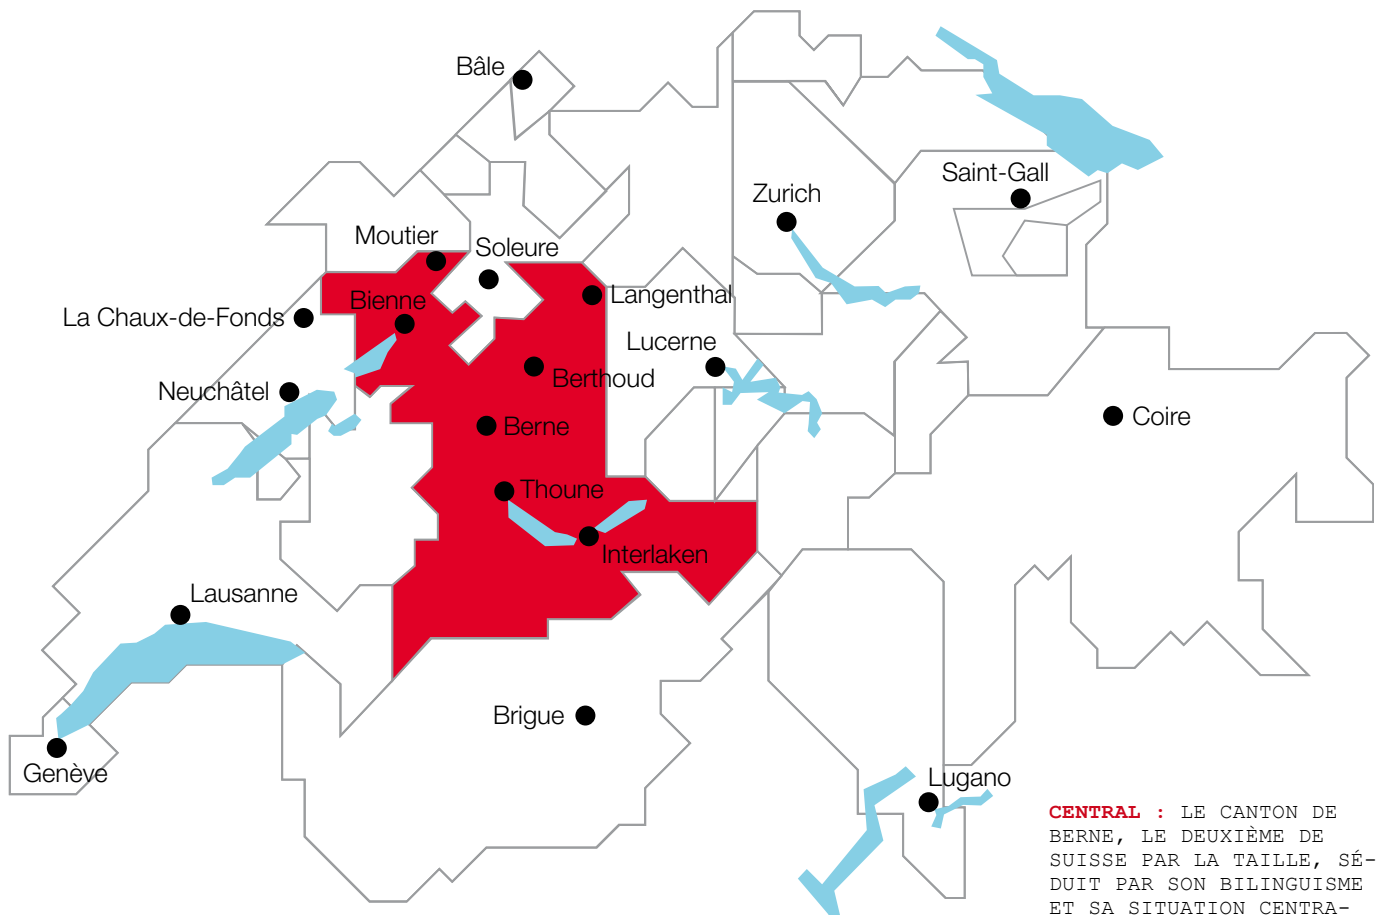 Bâle
Saint-Gall
Zurich
Moutier
Soleure
Langenthal
Bienne
La Chaux-de-Fonds
Lucerne
Berthoud
Neuchâtel
Coire
Berne
Thoune
Interlaken
Lausanne
Brigue
Genève
Lugano
CENTRAL : LE CANTON DE
BERNE, LE DEUXIÈME DE
SUISSE PAR LA TAILLE, SÉ-
DUIT PAR SON BILINGUISME
ET SA SITUATION CENTRA-